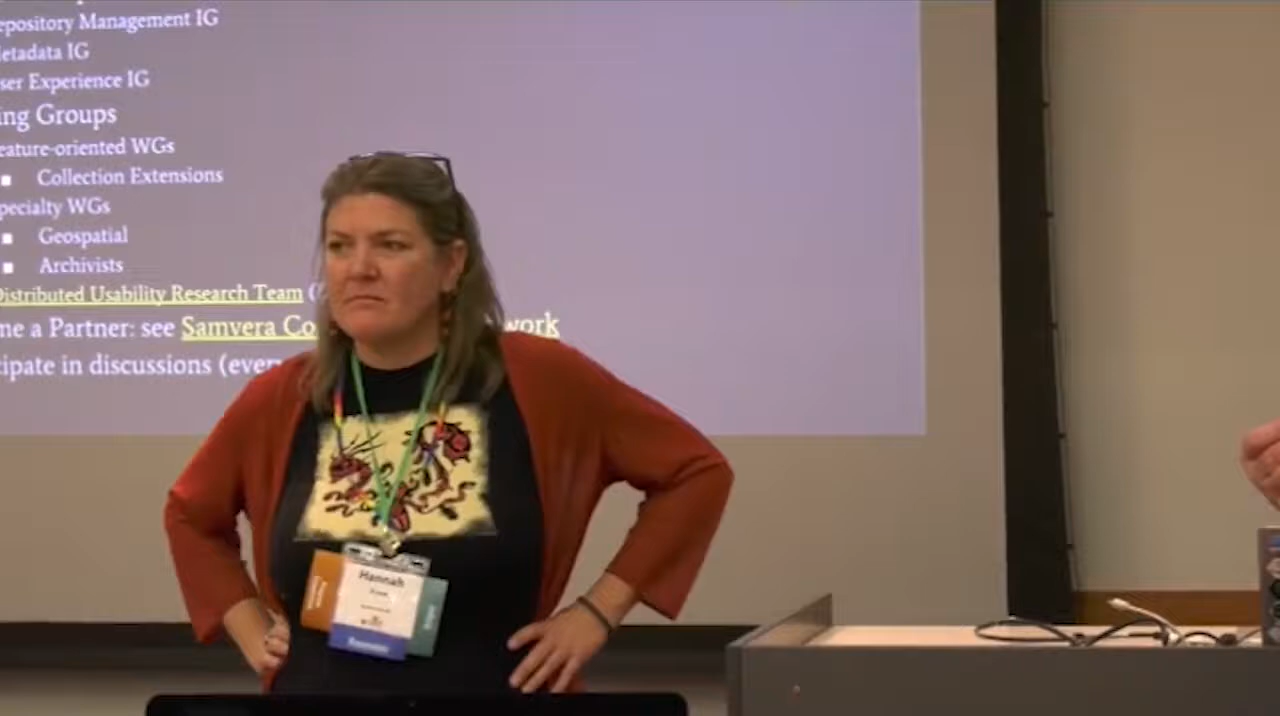 epository Management IG
etadata IG
ser Experience IG
ing Groups
eature-oriented WGs
Collection Extensions
pecialty WGs
Geospatial
Archivists
Distributed Usability Research Team (
me a Partner: see Samvera Co work
cipate in discussions (ever
Hannah